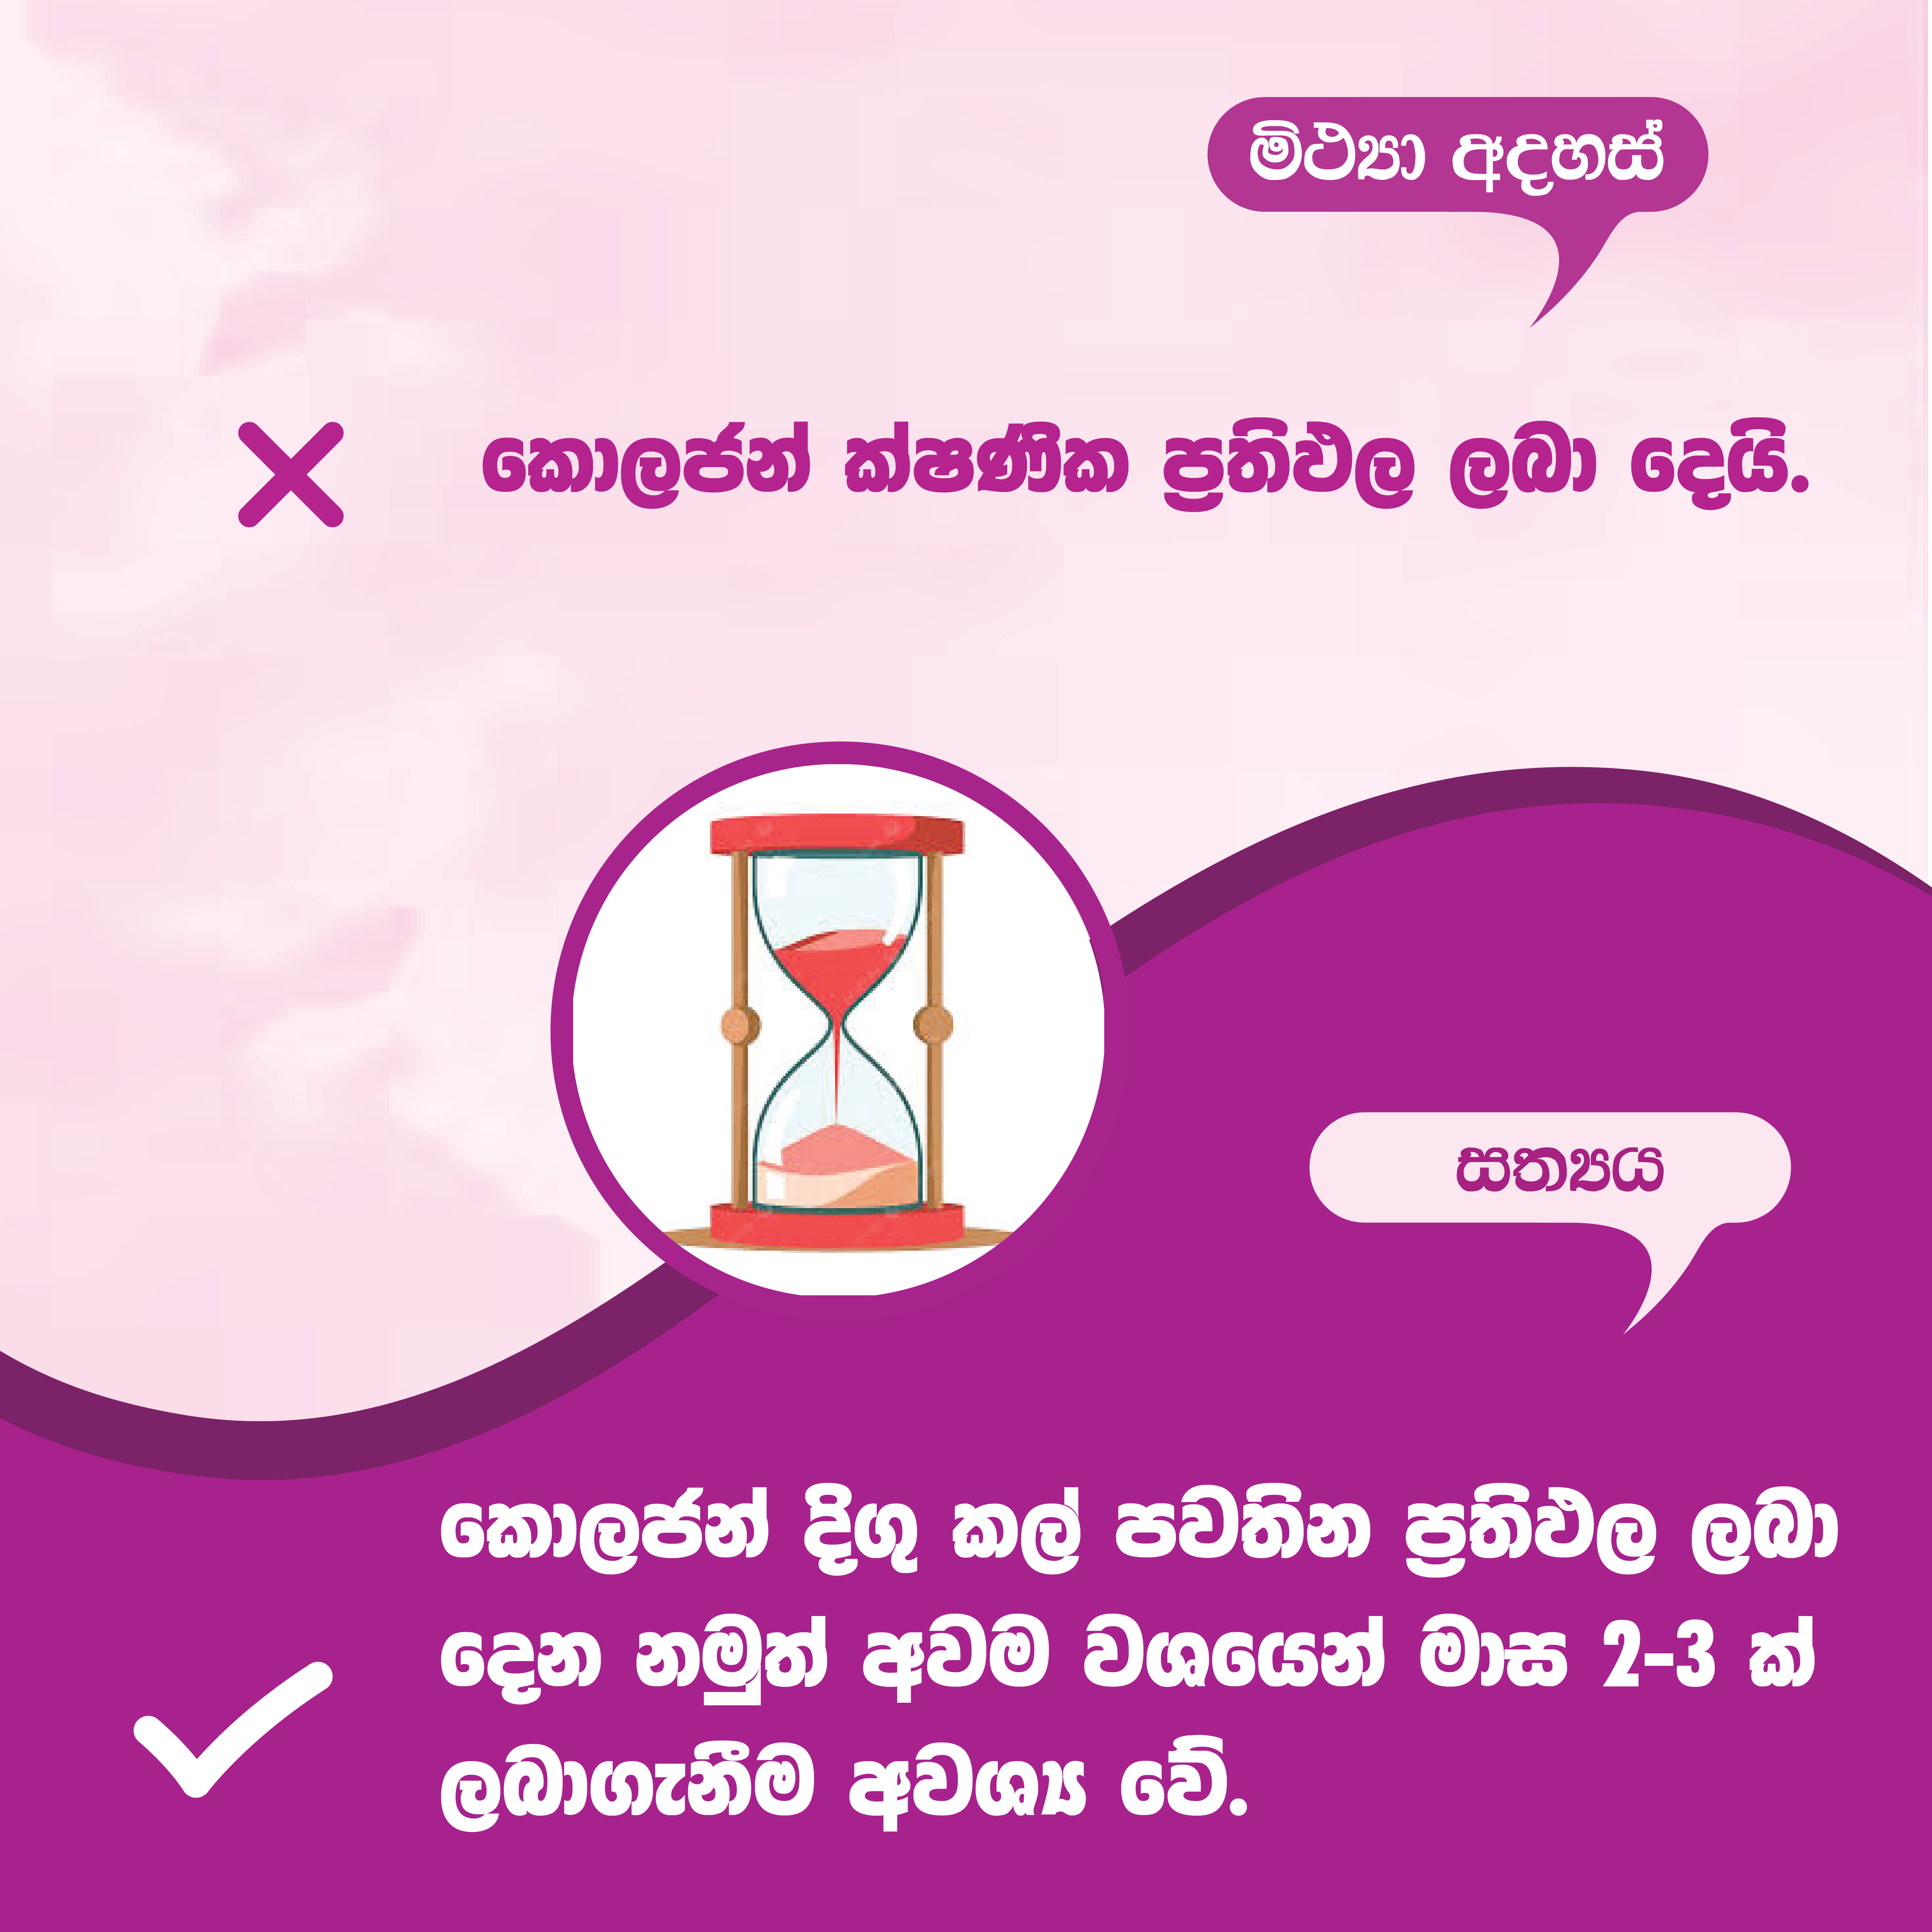 මිථ්‍යා අදහස්
කොලජන් ක්ෂණික ප්‍රතිඵල ලබා දෙයි.
සත්‍යය
කොලජන් දිගු කල් පවතින ප්‍රතිඵල ලබා
දෙන නමුත් අවම වශයෙන් මාස 2-3 ක්
ලබාගැනීම අවශ්‍ය වේ.